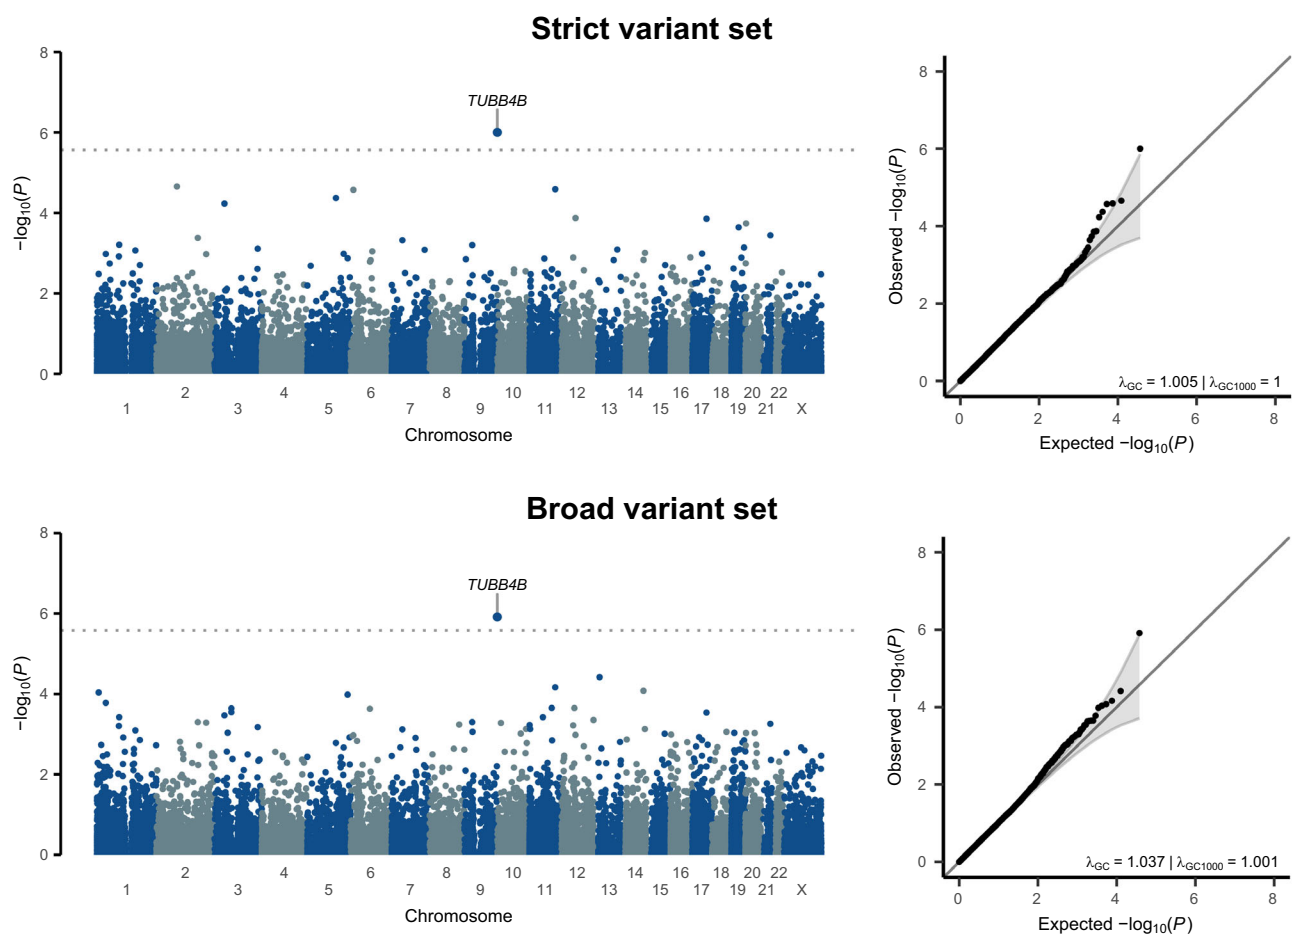 Strict variant set
8
6
4
2
0
−log10(P)
TUBB4B
2 4 6 8 10 12 14 16 18 20 22
1 3 5 7 9 11 13 15 17 19 21 X
Chromosome
8
6
4
2
0
Observed −log10(P)
λGC = 1.005 | λGC1000 = 1
0 2 4 6 8
Expected −log10(P)
Broad variant set
8
6
4
2
0
−log10(P)
TUBB4B
2 4 6 8 10 12 14 16 18 20 22
1 3 5 7 9 11 13 15 17 19 21 X
Chromosome
8
6
4
2
0
Observed −log10(P)
λGC = 1.037 | λGC1000 = 1.001
0 2 4 6 8
Expected −log10(P)